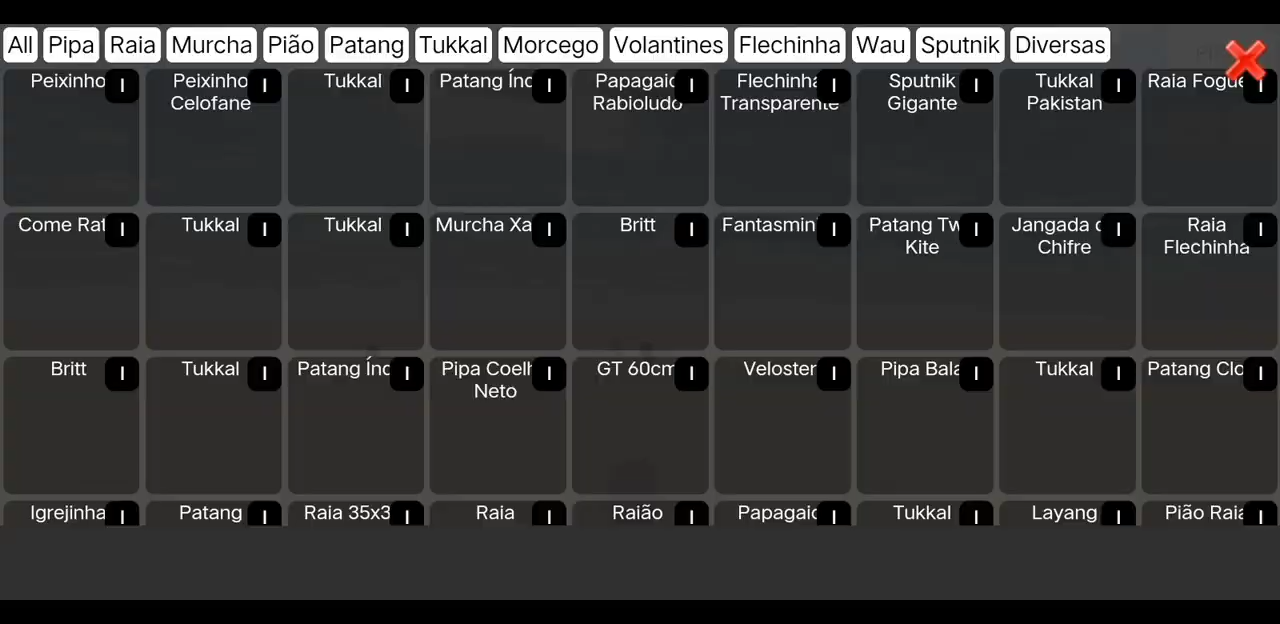 All Pipa Raia Murcha Pião Patang Tukkal Morcego Volantines Flechinha Wau Sputnik Diversas
Peixinho I
Peixinho I
Celofane
Tukkal I
Patang Índ I
Papagaio I
Rabioludo
Flechinha I
Transparente
Sputnik I
Gigante
Tukkal I
Pakistan
Raia Fogue I
Come Rat I
Tukkal I
Tukkal I
Murcha Xa I
Britt I
Fantasmin I
Patang Tw I
Kite
Jangada d I
Chifre
Raia I
Flechinha
Britt I
Tukkal I
Patang Índ I
Pipa Coelh I
Neto
GT 60cm I
Veloster I
Pipa Bala I
Tukkal I
Patang Clo I
Igrejinha I
Patang I
Raia 35x3 I
Raia I
Raião I
Papagaio I
Tukkal I
Layang I
Pião Raia I